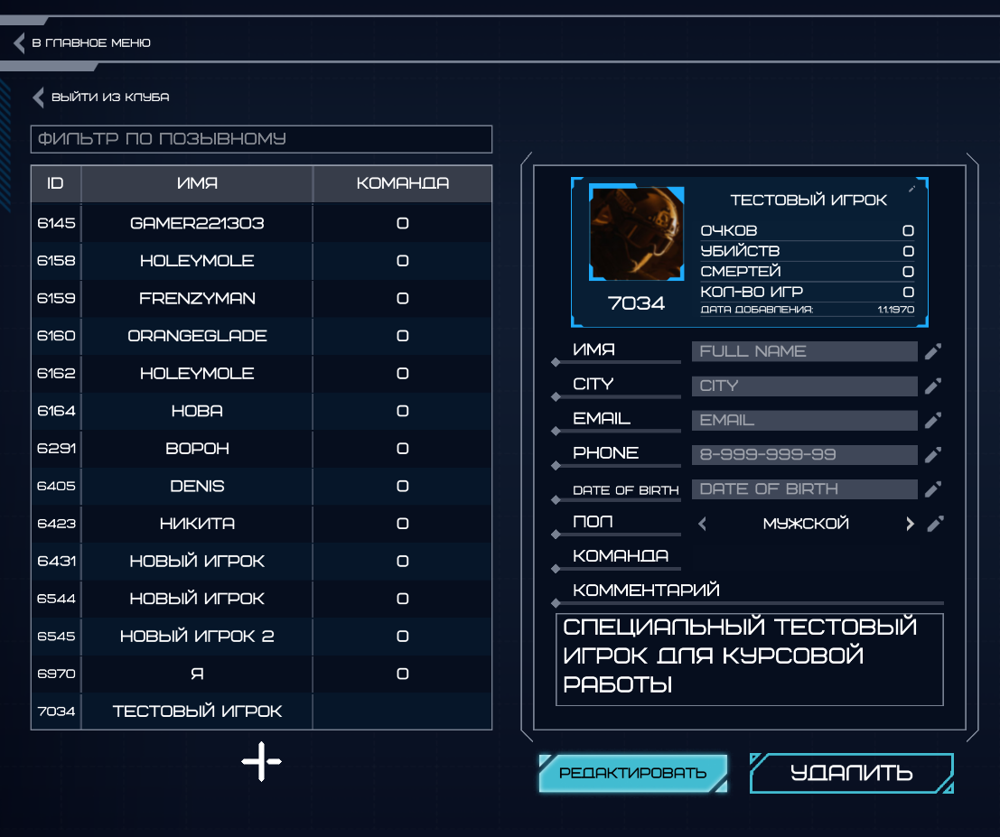 В ГЛАВНОЕ МЕНЮ
ВЫЙТИ ИЗ КЛУБА
ФИЛЬТР ПО ПОЗЫВНОМУ
ID ИМЯ КОМАНДА
6145 GAMER221303 0
6158 HOLEYMOLE 0
6159 FRENZYMAN 0
6160 ORANGEGLADE 0
6162 HOLEYMOLE 0
6164 НОВА 0
6291 ВОРОН 0
6405 DENIS 0
6423 НИКИТА 0
6431 НОВЫЙ ИГРОК 0
6544 НОВЫЙ ИГРОК 0
6545 НОВЫЙ ИГРОК 2 0
6970 Я 0
7034 ТЕСТОВЫЙ ИГРОК
ТЕСТОВЫЙ ИГРОК
ОЧКОВ 0
УБИЙСТВ 0
СМЕРТЕЙ 0
КОЛ-ВО ИГР 0
ДАТА ДОБАВЛЕНИЯ: 1.1.1970
7034
ИМЯ FULL NAME
CITY CITY
EMAIL EMAIL
PHONE 8-999-999-99
DATE OF BIRTH DATE OF BIRTH
ПОЛ МУЖСКОЙ
КОМАНДА
КОММЕНТАРИЙ
СПЕЦИАЛЬНЫЙ ТЕСТОВЫЙ
ИГРОК ДЛЯ КУРСОВОЙ
РАБОТЫ
РЕДАКТИРОВАТЬ
УДАЛИТЬ